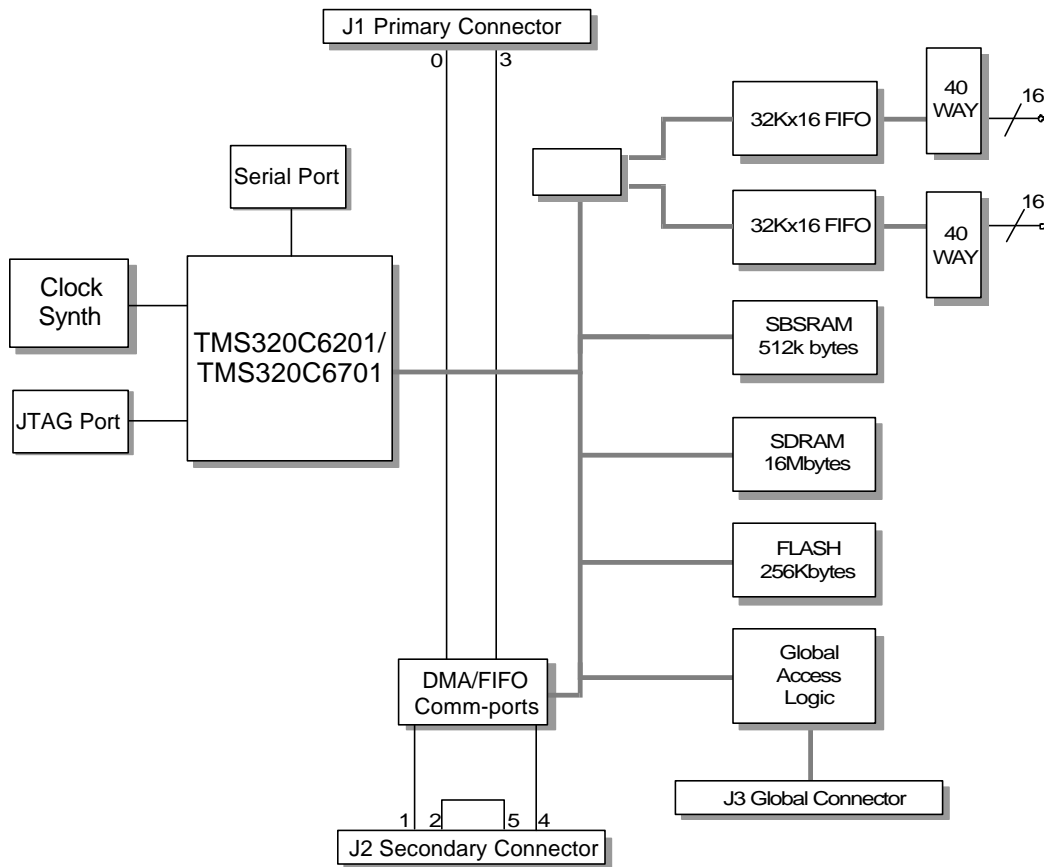 J1 Primary Connector
0
3
32Kx16 FIFO
40
WAY
16
Serial Port
32Kx16 FIFO
40
WAY
16
Clock
Synth
TMS320C6201/
TMS320C6701
SBSRAM
512k bytes
JTAG Port
SDRAM
16Mbytes
FLASH
256Kbytes
DMA/FIFO
Comm-ports
Global
Access
Logic
J3 Global Connector
1
2
5
4
J2 Secondary Connector